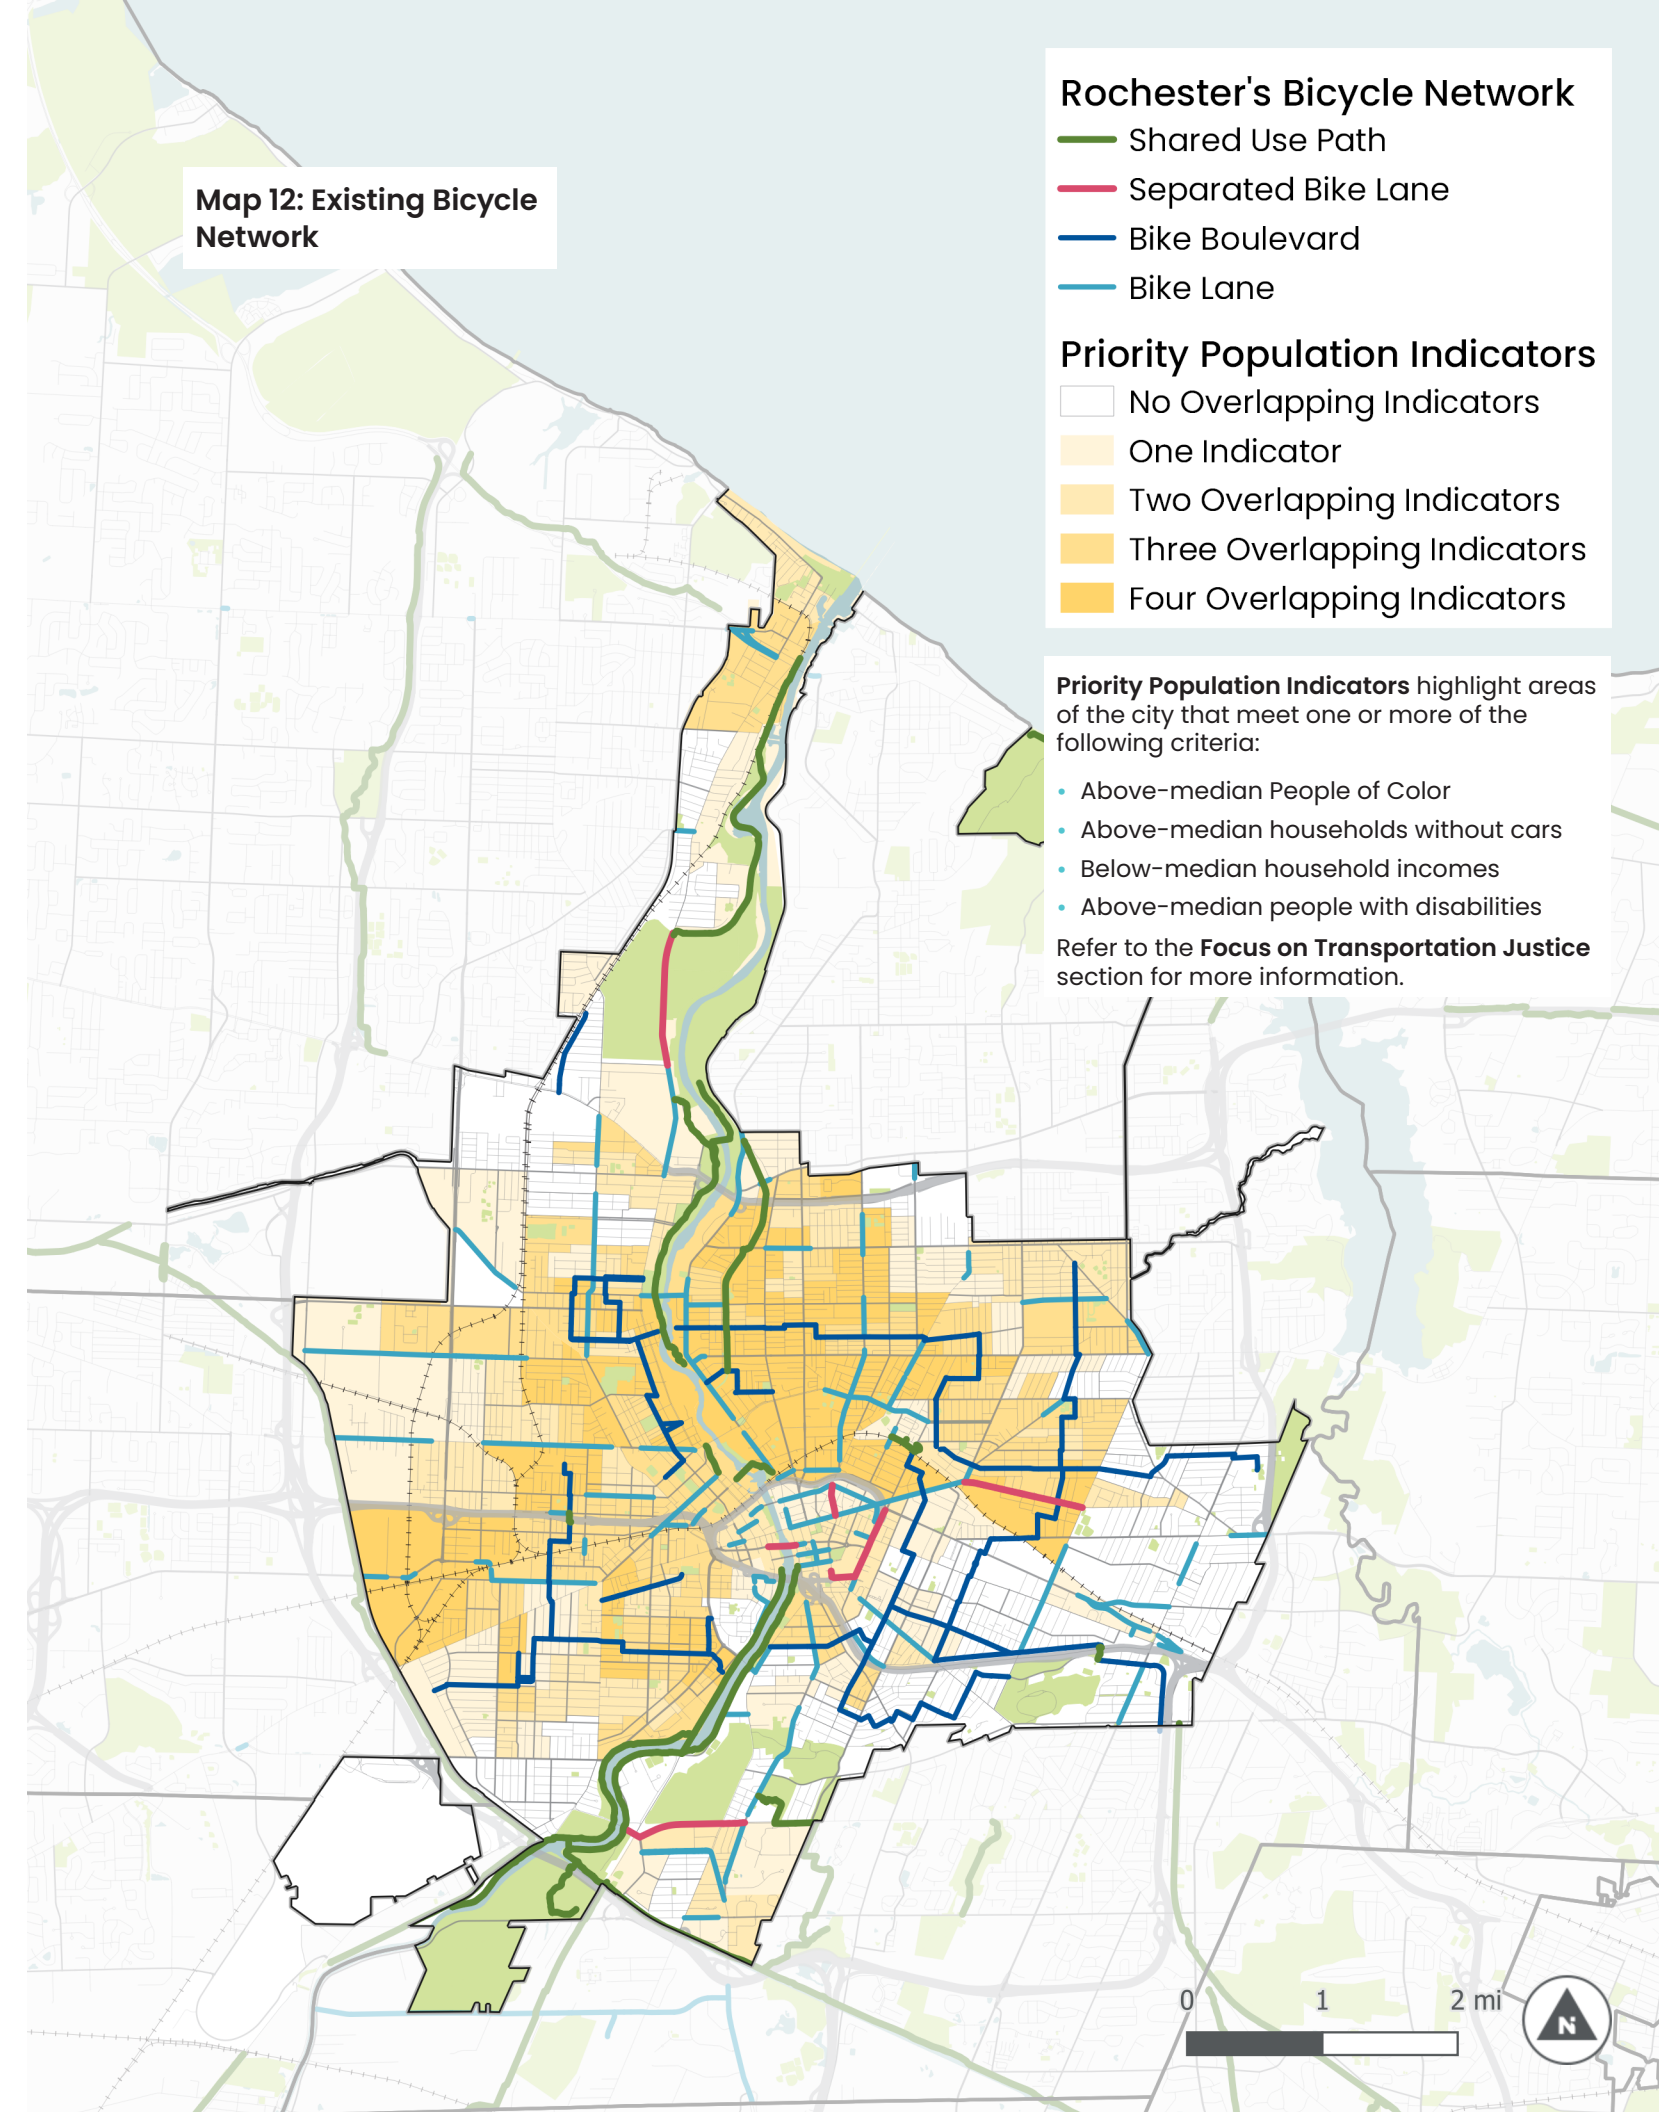 Map 12: Existing Bicycle
Network
Rochester's Bicycle Network
Shared Use Path
Separated Bike Lane
Bike Boulevard
Bike Lane
Priority Population Indicators
No Overlapping Indicators
One Indicator
Two Overlapping Indicators
Three Overlapping Indicators
Four Overlapping Indicators
Priority Population Indicators highlight areas
of the city that meet one or more of the
following criteria:
• Above-median People of Color
• Above-median households without cars
• Below-median household incomes
• Above-median people with disabilities
Refer to the Focus on Transportation Justice
section for more information.
0 1 2 mi
N